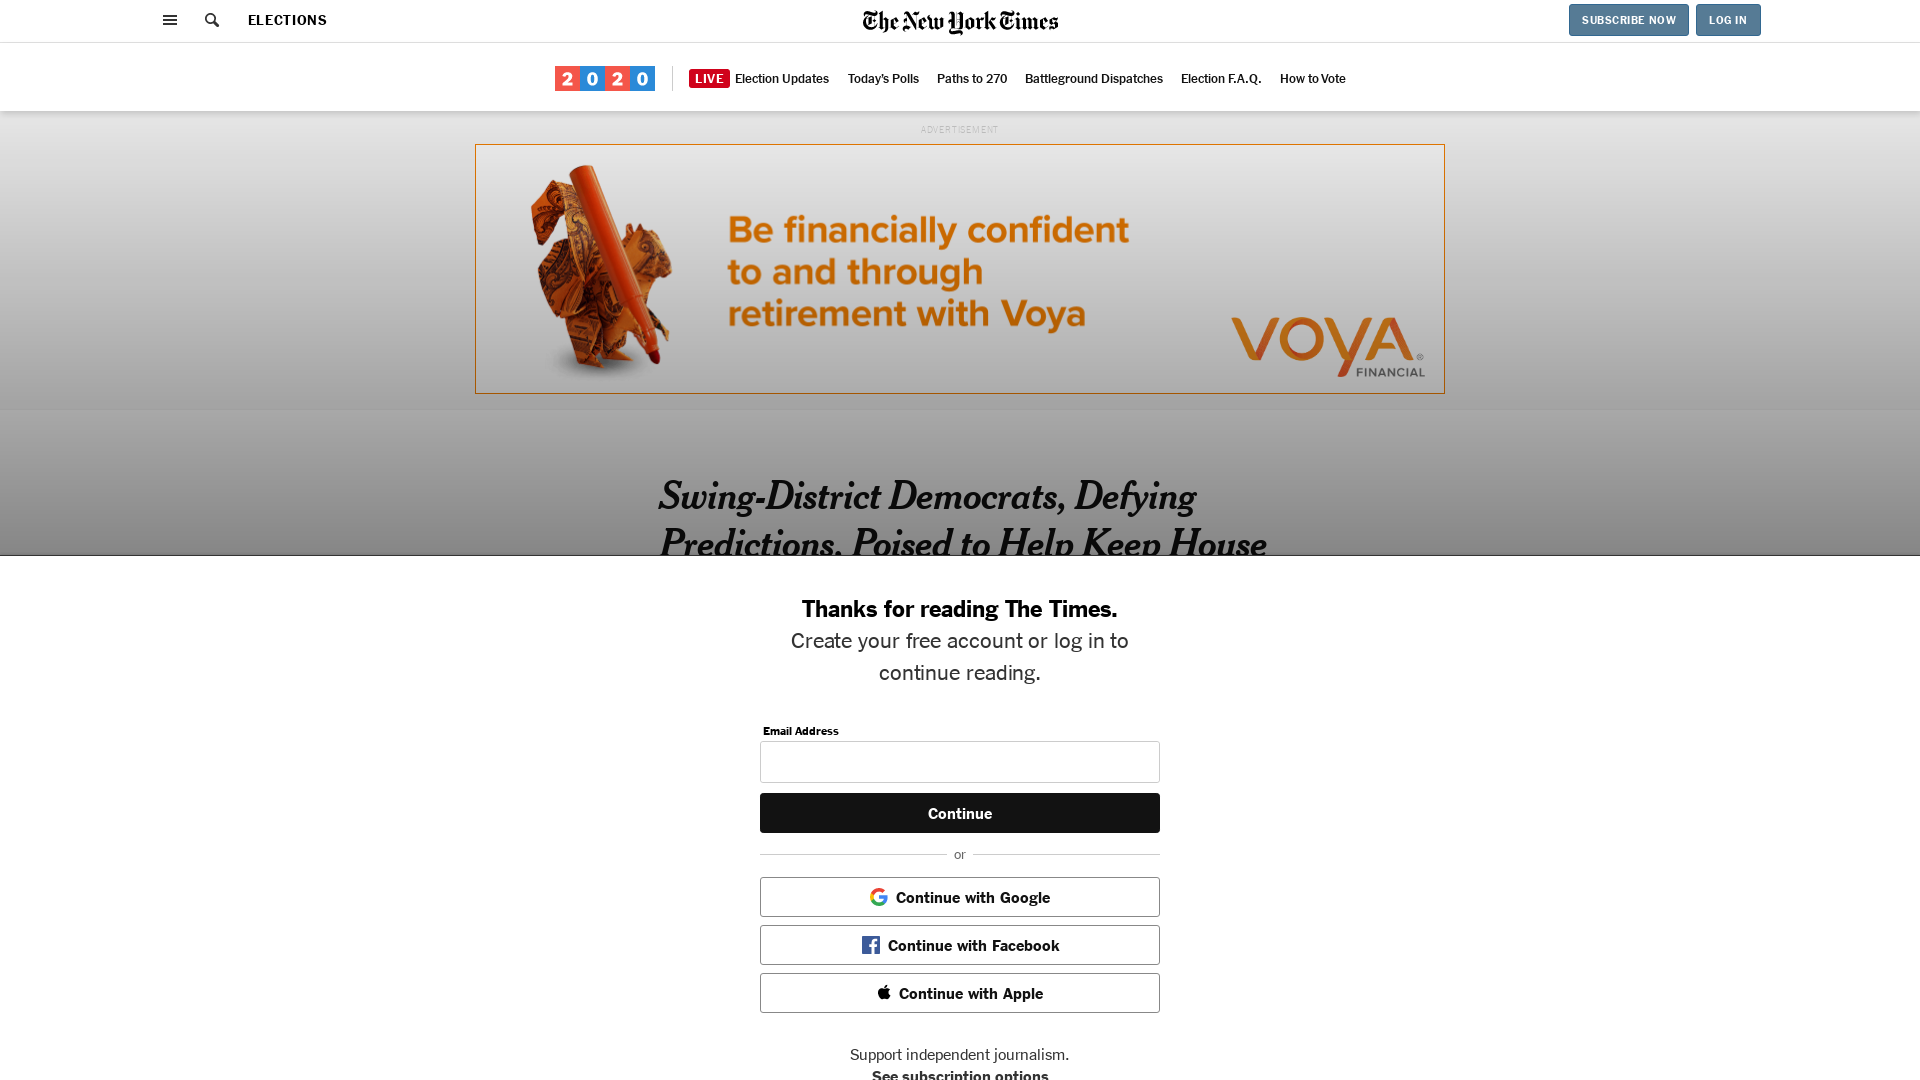 ELECTIONS
The New York Times
SUBSCRIBE NOW
LOG IN
2020
LIVE Election Updates
Today's Polls
Paths to 270
Battleground Dispatches
Election F.A.Q.
How to Vote
ADVERTISEMENT
Be financially confident
to and through
retirement with Voya
VOYA®
FINANCIAL
Swing-District Democrats, Defying
Predictions, Poised to Help Keep House
Thanks for reading The Times.
Create your free account or log in to
continue reading.
Email Address
Continue
or
Continue with Google
Continue with Facebook
Continue with Apple
Support independent journalism.
See subscription options